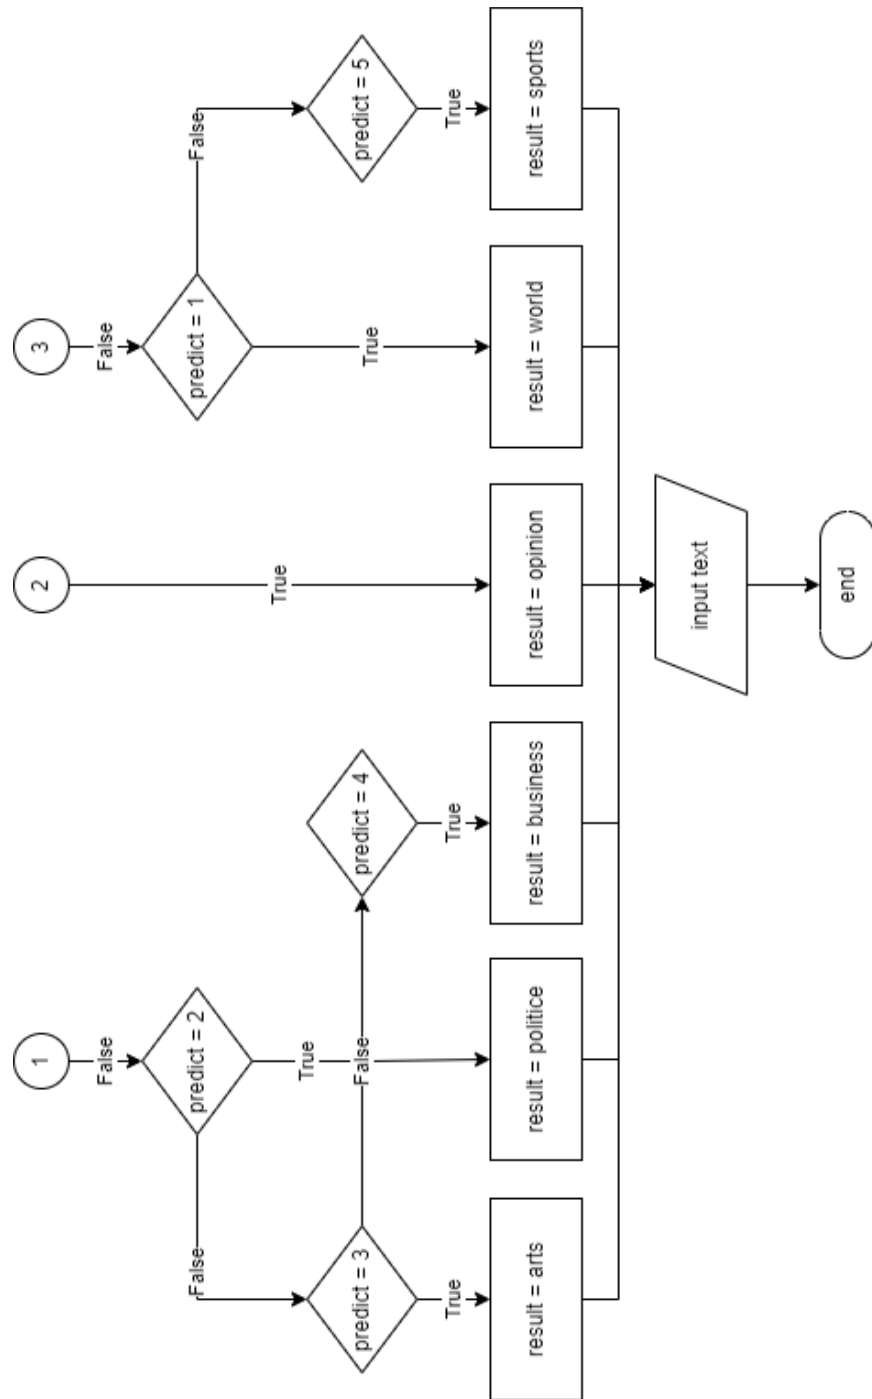 1
2
3
False
False
predict = 2
predict = 1
False
True
True
False
predict = 3
False
predict = 4
True
predict = 5
True
True
True
result = arts
result = politice
result = business
result = opinion
result = world
result = sports
input text
end